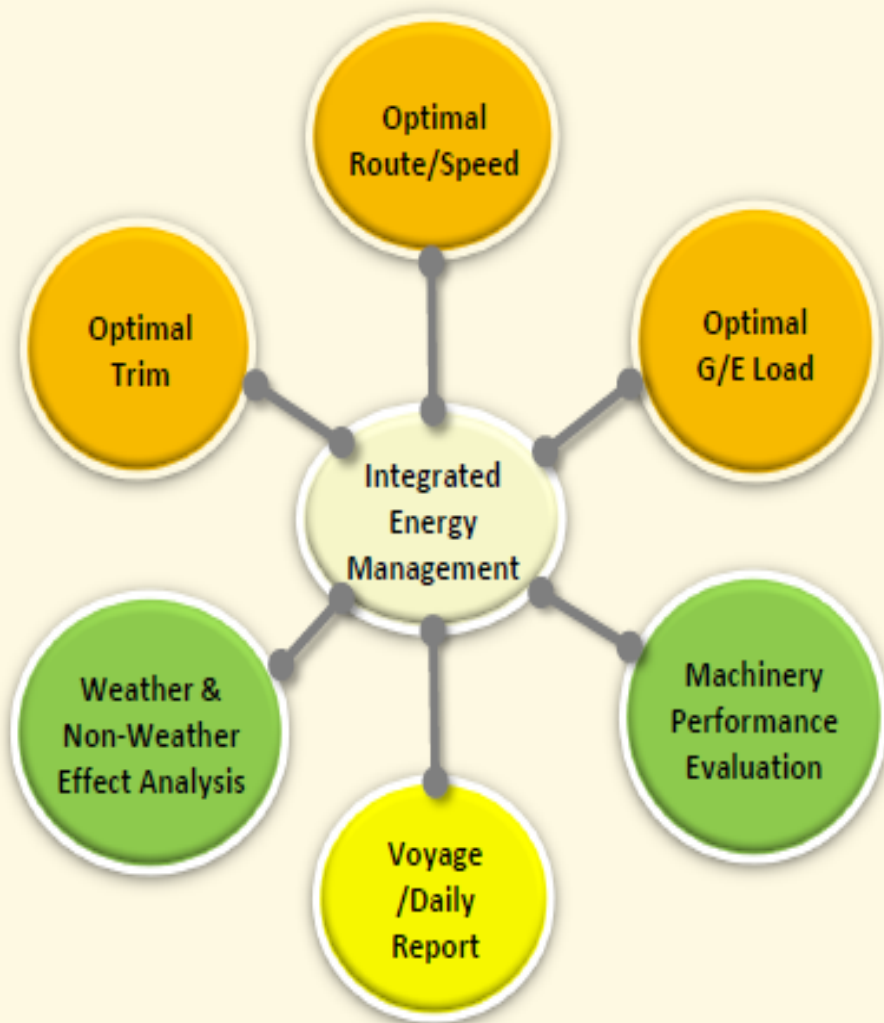 Optimal
Route/Speed
Optimal
Trim
Optimal
G/E Load
Integrated
Energy
Management
Weather &
Non-Weather
Effect Analysis
Machinery
Performance
Evaluation
Voyage
/Daily
Report